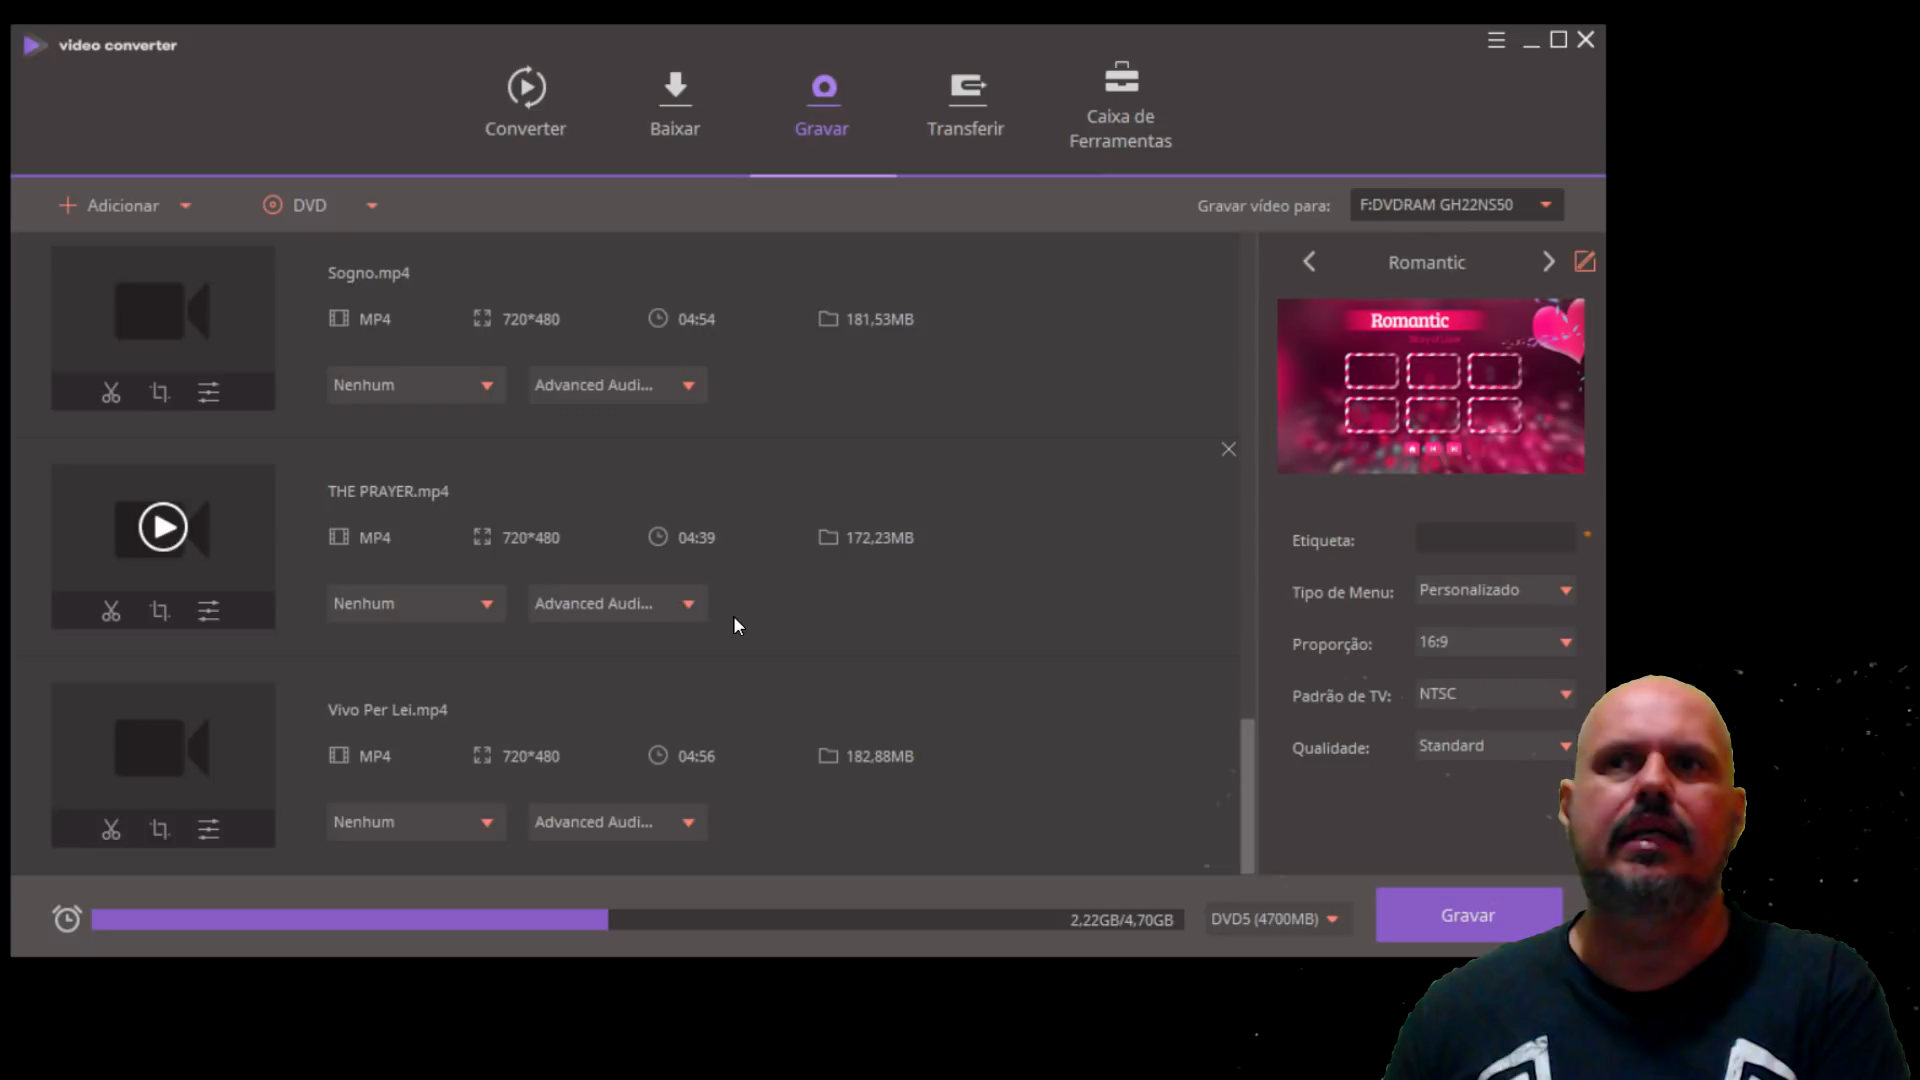 video converter
Converter
Baixar
Gravar
Transferir
Caixa de
Ferramentas
Adicionar
DVD
Gravar vídeo para:
F:DVDRAM GH22NS50
Sogno.mp4
MP4
720*480
04:54
181,53MB
Nenhum
Advanced Audi...
THE PRAYER.mp4
MP4
720*480
04:39
172,23MB
Nenhum
Advanced Audi...
Vivo Per Lei.mp4
MP4
720*480
04:56
182,88MB
Nenhum
Advanced Audi...
Romantic
Romantic
Story of Love
Etiqueta:
*
Tipo de Menu:
Personalizado
Proporção:
16:9
Padrão de TV:
NTSC
Qualidade:
Standard
2,22GB/4,70GB
DVD5 (4700MB)
Gravar